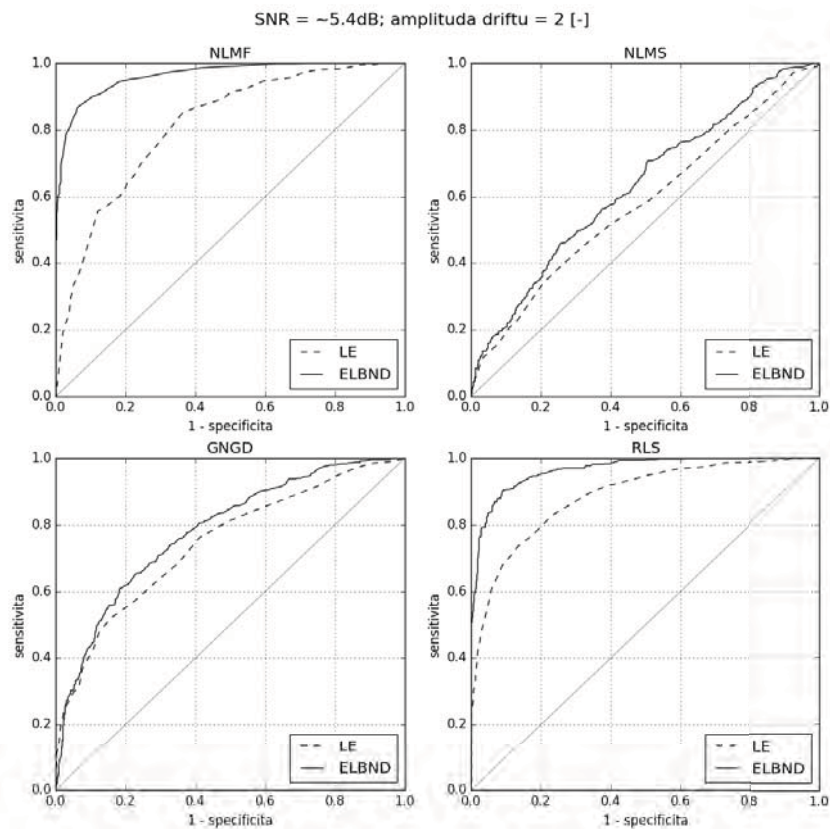 SNR = ~5.4dB; amplituda driftu = 2 [-]
NLMF
1.0
0.8
0.6
0.4
0.2
0.0
sensitivita
0.0 0.2 0.4 0.6 0.8 1.0
1 - specificita
LE
ELBND
NLMS
1.0
0.8
0.6
0.4
0.2
0.0
sensitivita
0.0 0.2 0.4 0.6 0.8 1.0
1 - specificita
LE
ELBND
GNGD
1.0
0.8
0.6
0.4
0.2
0.0
sensitivita
0.0 0.2 0.4 0.6 0.8 1.0
1 - specificita
LE
ELBND
RLS
1.0
0.8
0.6
0.4
0.2
0.0
sensitivita
0.0 0.2 0.4 0.6 0.8 1.0
1 - specificita
LE
ELBND